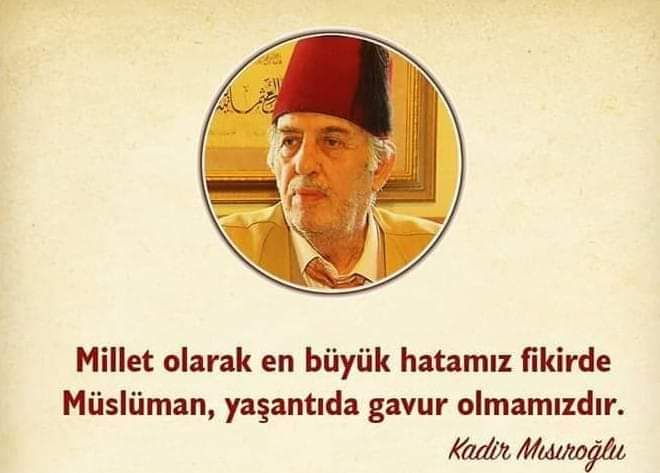 Millet olarak en büyük hatamız fikirde
Müslüman, yaşantıda gavur olmamızdır.
Kadir Mısıroğlu